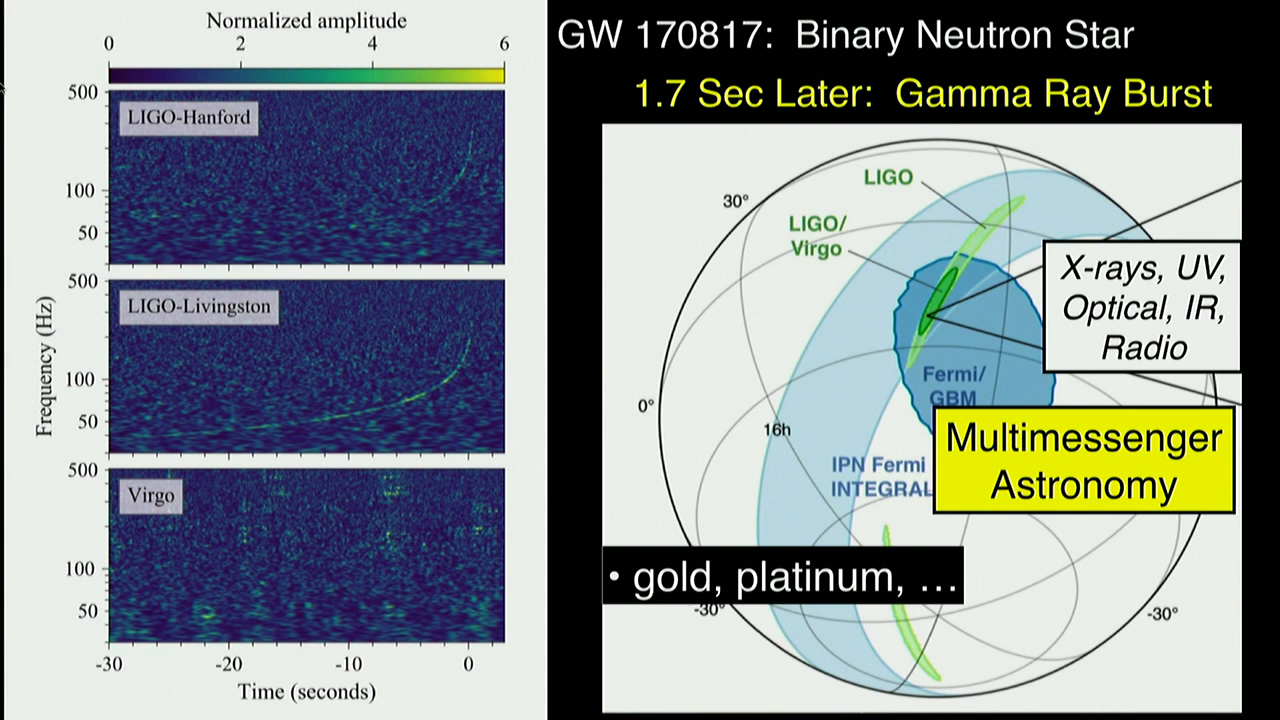 Normalized amplitude
0 2 4 6
500
LIGO-Hanford
100
50
500
LIGO-Livingston
100
50
500
Virgo
100
50
-30 -20 -10 0
Time (seconds)
Frequency (Hz)
GW 170817: Binary Neutron Star
1.7 Sec Later: Gamma Ray Burst
LIGO
30°
LIGO/
Virgo
X-rays, UV,
Optical, IR,
Radio
Fermi/
GBM
0°
16h
Multimessenger
Astronomy
IPN Fermi
INTEGRAL
• gold, platinum, …
-30°
-30°